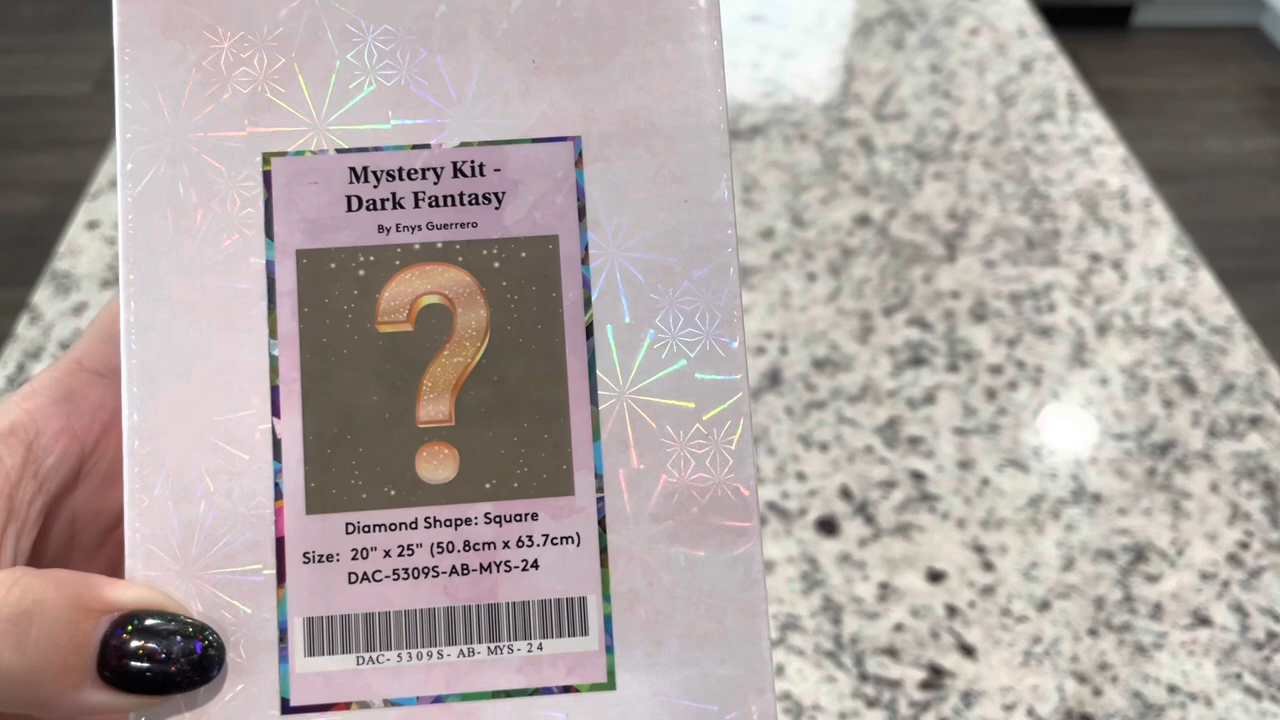 Mystery Kit -
Dark Fantasy
By Enys Guerrero
?
Diamond Shape: Square
Size: 20" x 25" (50.8cm x 63.7cm)
DAC-5309S-AB-MYS-24
DAC- 5309S- AB- MYS- 24